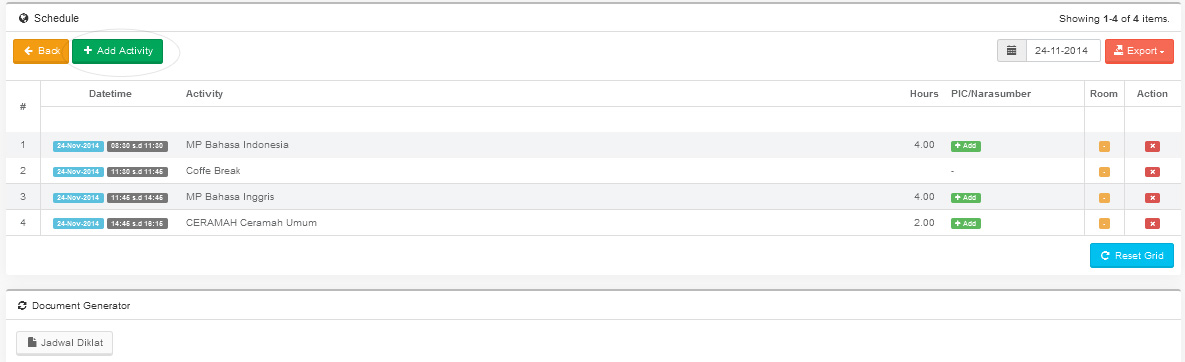 Schedule Showing 1-4 of 4 items.
Back Add Activity 24-11-2014 Export
# Datetime Activity Hours PIC/Narasumber Room Action
1 24-Nov-2014 08:30 s.d 11:30 MP Bahasa Indonesia 4.00 Add -
2 24-Nov-2014 11:30 s.d 11:45 Coffe Break - -
3 24-Nov-2014 11:45 s.d 14:45 MP Bahasa Inggris 4.00 Add -
4 24-Nov-2014 14:45 s.d 16:15 CERAMAH Ceramah Umum 2.00 Add -
Reset Grid
Document Generator
Jadwal Diklat